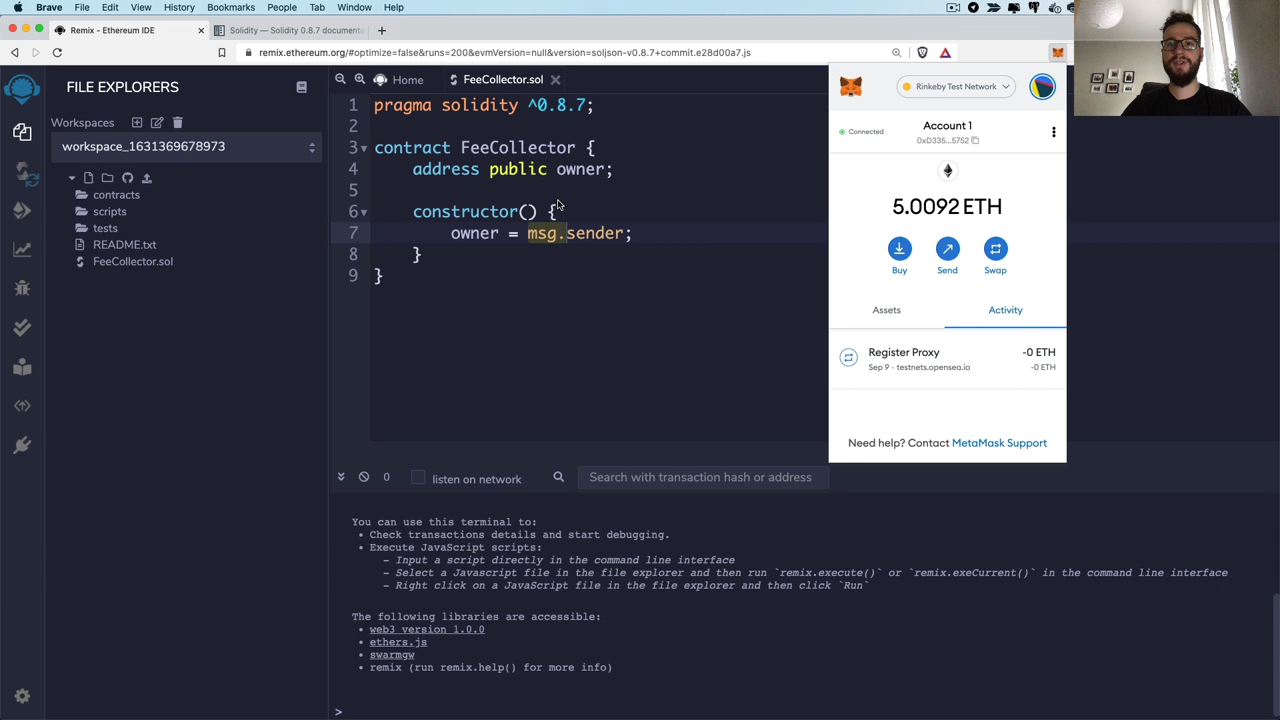 Brave File Edit View History Bookmarks People Tab Window Help
Remix - Ethereum IDE
Solidity — Solidity 0.8.7 documenta
remix.ethereum.org/#optimize=false&runs=200&evmVersion=null&version=soljson-v0.8.7+commit.e28d00a7.js
FILE EXPLORERS
Workspaces
workspace_1631369678973
contracts
scripts
tests
README.txt
FeeCollector.sol
Home
FeeCollector.sol
1 pragma solidity ^0.8.7;
2
3 contract FeeCollector {
4 address public owner;
5
6 constructor() {
7 owner = msg.sender;
8 }
9 }
Rinkeby Test Network
Connected
Account 1
0xD335...5752
5.0092 ETH
Buy Send Swap
Assets Activity
Register Proxy -0 ETH
Sep 9 · testnets.opensea.io -0 ETH
Need help? Contact MetaMask Support
0 listen on network Search with transaction hash or address
You can use this terminal to:
• Check transactions details and start debugging.
• Execute JavaScript scripts:
- Input a script directly in the command line interface
- Select a Javascript file in the file explorer and then run `remix.execute()` or `remix.exeCurrent()` in the command line interface
- Right click on a JavaScript file in the file explorer and then click `Run`
The following libraries are accessible:
• web3 version 1.0.0
• ethers.js
• swarmgw
• remix (run remix.help() for more info)
>